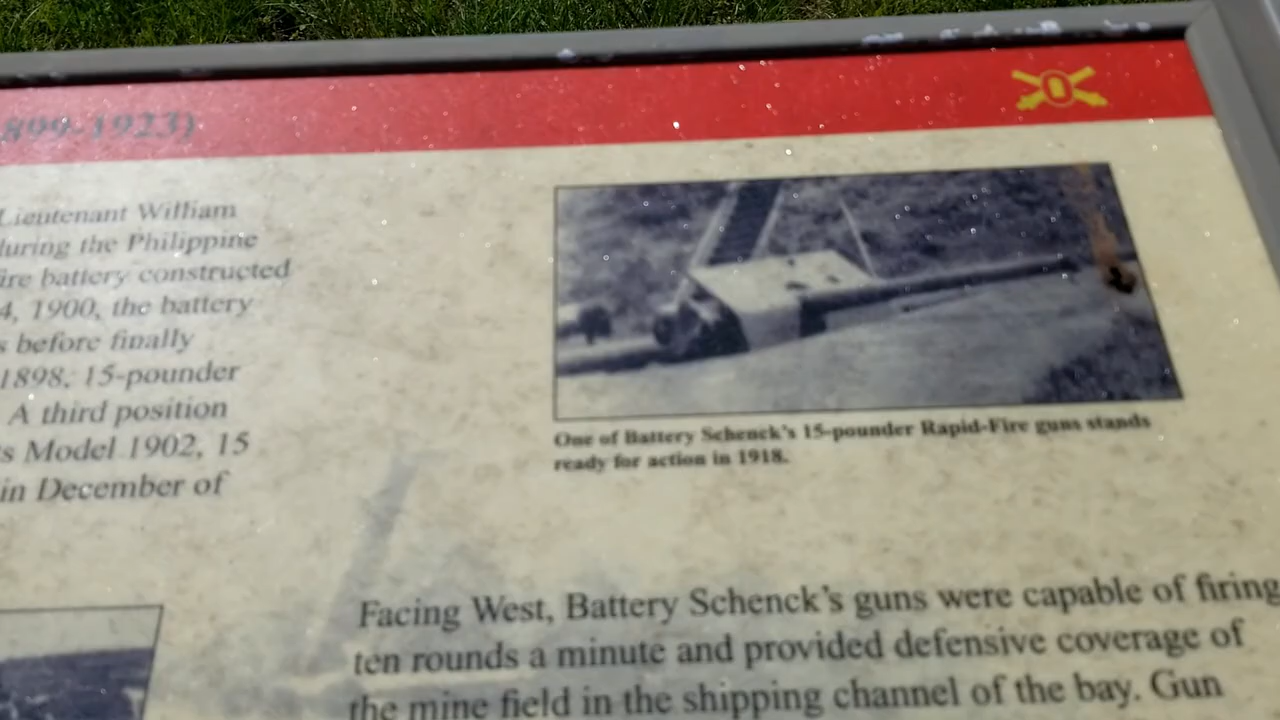 899-1923)
Lieutenant William
during the Philippine
ire battery constructed
4, 1900, the battery
s before finally
1898, 15-pounder
A third position
s Model 1902, 15
in December of
One of Battery Schenck's 15-pounder Rapid-Fire guns stands
ready for action in 1918.
Facing West, Battery Schenck's guns were capable of firing
ten rounds a minute and provided defensive coverage of
the mine field in the shipping channel of the bay. Gun